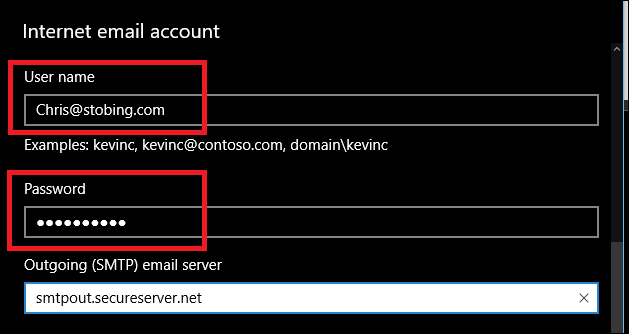 Internet email account
User name
Chris@stobing.com
Examples: kevinc, kevinc@contoso.com, domain\kevinc
Password
●●●●●●●●●●
Outgoing (SMTP) email server
smtpout.secureserver.net